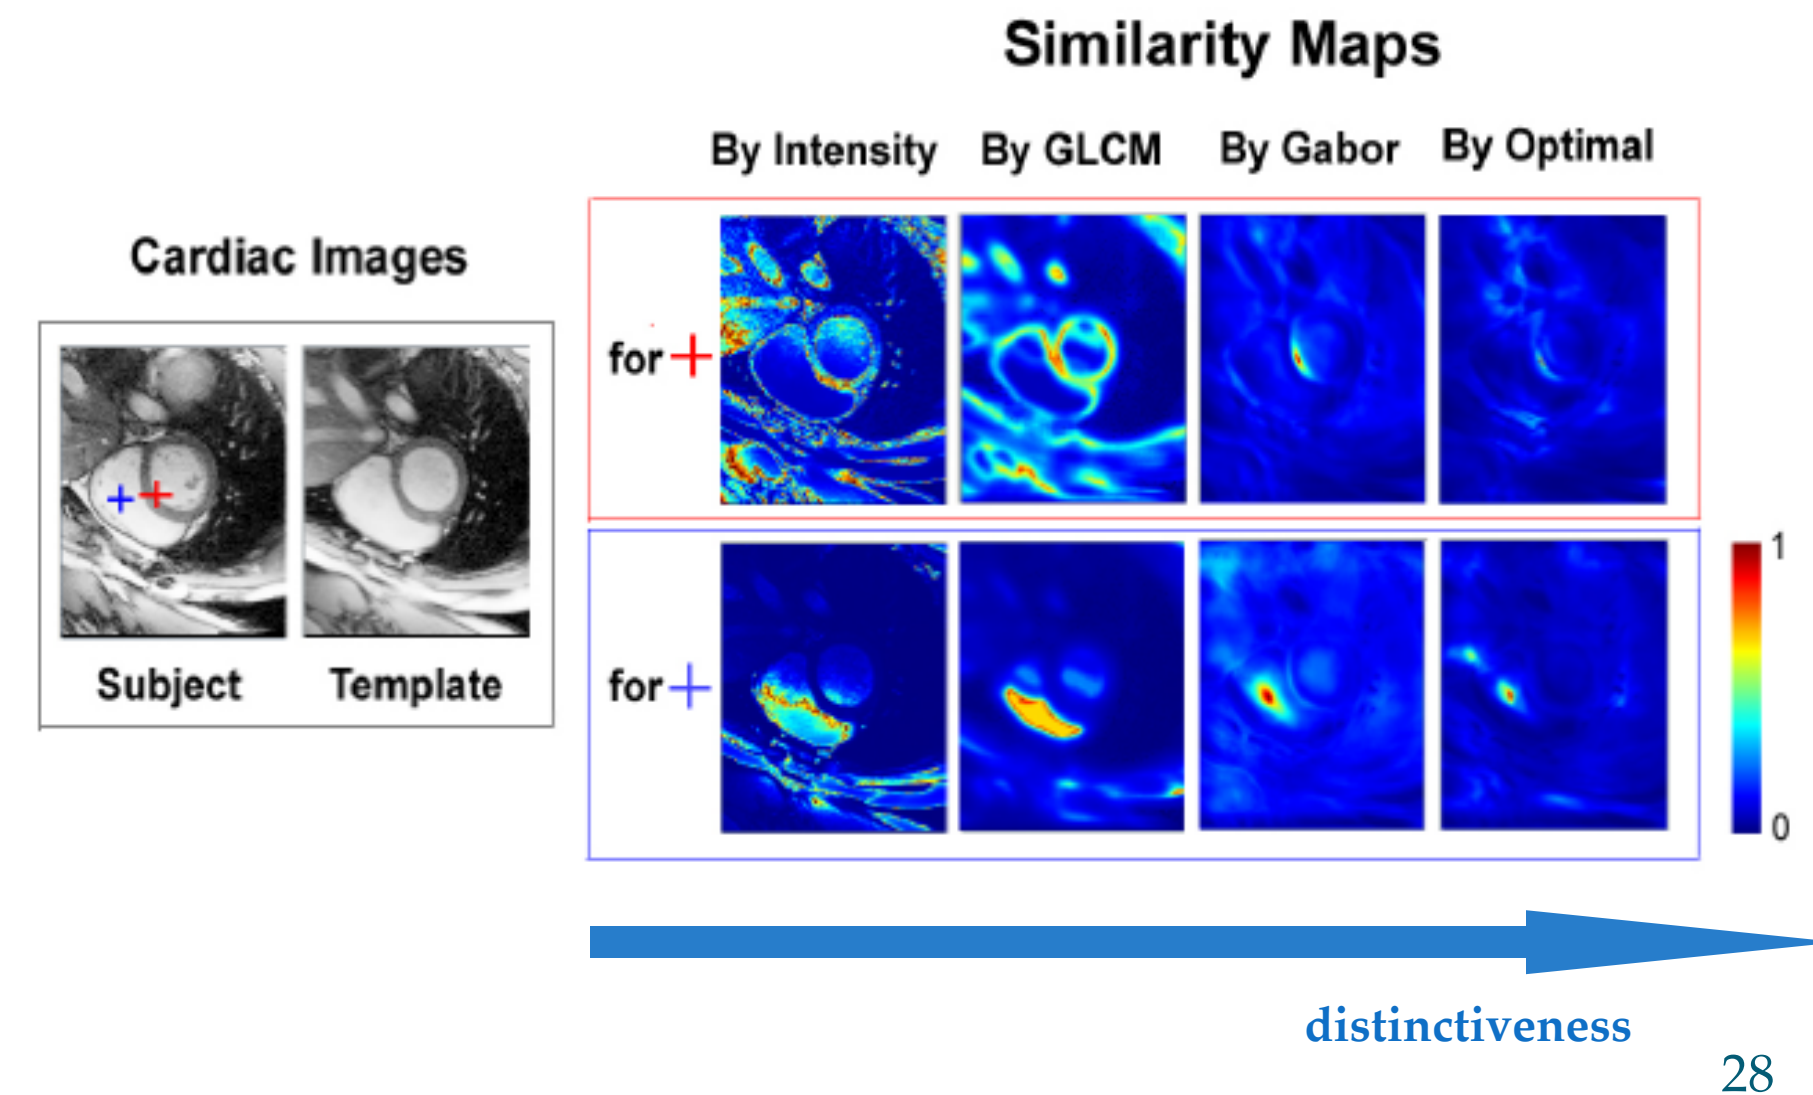 Similarity Maps
By Intensity By GLCM By Gabor By Optimal
Cardiac Images
for
Subject Template
for
1
0
distinctiveness
28